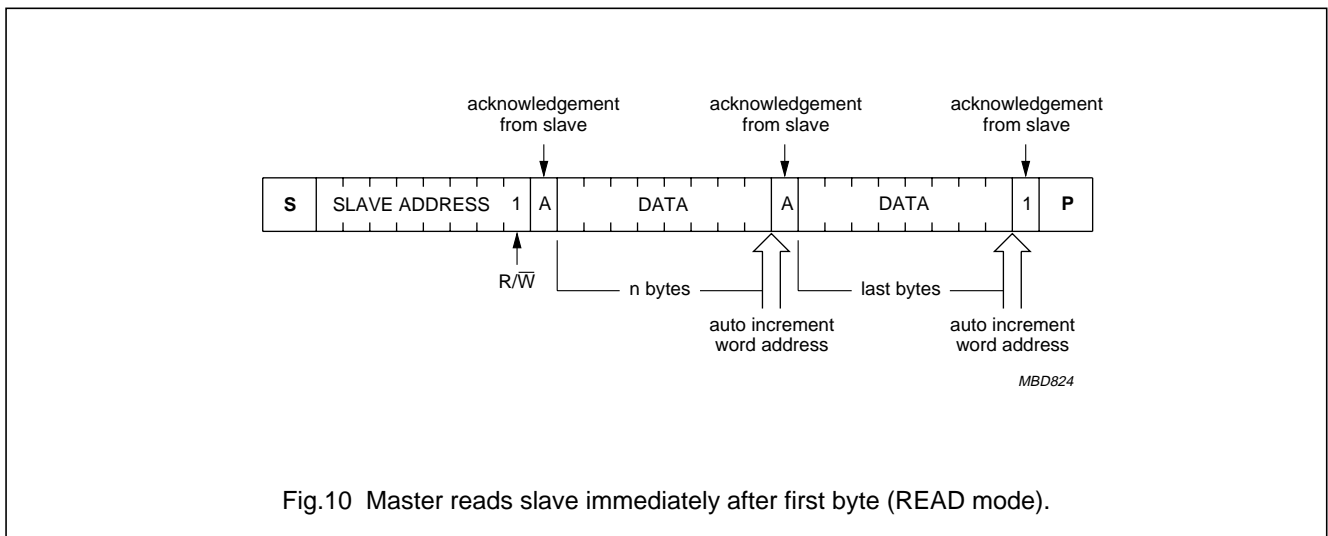 acknowledgement
from slave
acknowledgement
from slave
acknowledgement
from slave
S SLAVE ADDRESS 1 A DATA A DATA 1 P
R/W̅
n bytes
last bytes
auto increment
word address
auto increment
word address
MBD824
Fig.10 Master reads slave immediately after first byte (READ mode).